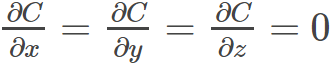 ∂C/∂x = ∂C/∂y = ∂C/∂z = 0